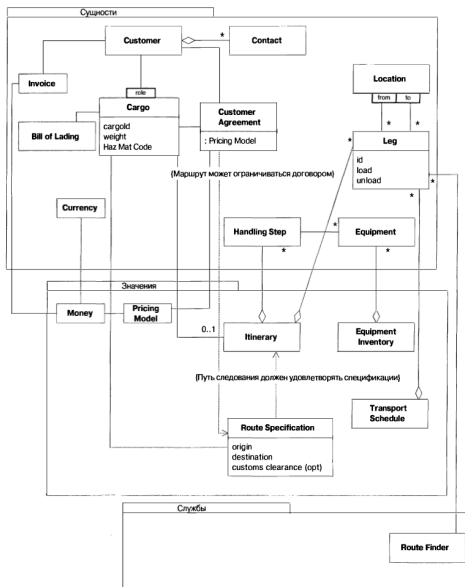 Сущности
Customer
*
Contact
Invoice
Location
role
from
to
Cargo
cargoId
weight
Haz Mat Code
Customer
Agreement
: Pricing Model
*
*
Bill of Lading
*
Leg
id
load
unload
*
*
{Маршрут может ограничиваться договором}
Currency
Handling Step
*
Equipment
*
*
Значения
Money
Pricing
Model
0..1
Itinerary
Equipment
Inventory
{Путь следования должен удовлетворять спецификации}
Transport
Schedule
Route Specification
origin
destination
customs clearance (opt)
Службы
Route Finder